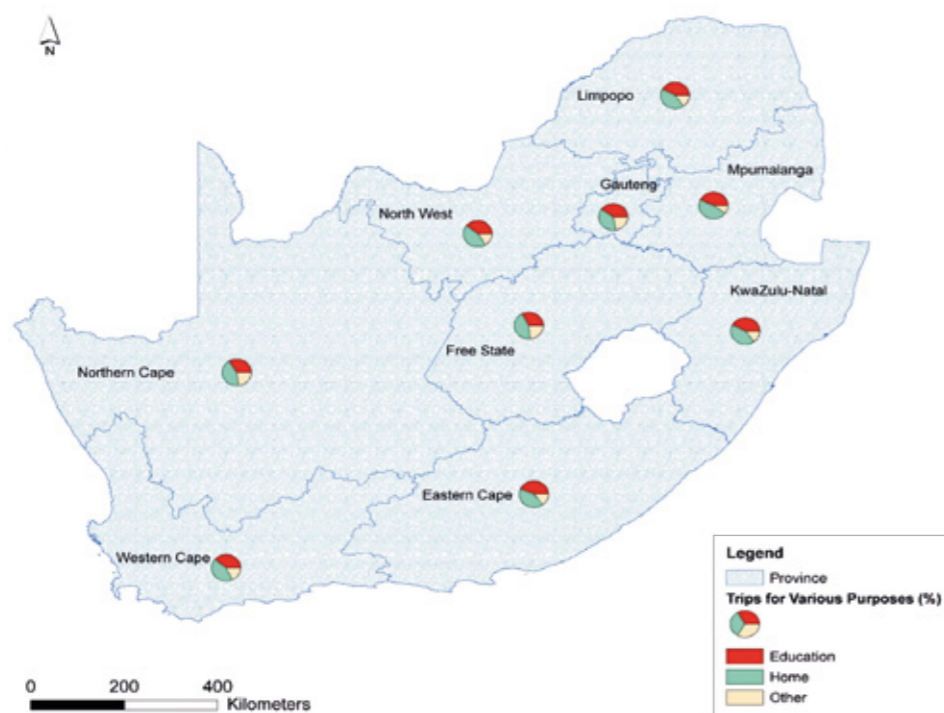 N
Limpopo
Mpumalanga
Gauteng
North West
KwaZulu-Natal
Free State
Northern Cape
Eastern Cape
Western Cape
Legend
Province
Trips for Various Purposes (%)
Education
Home
Other
0 200 400
Kilometers